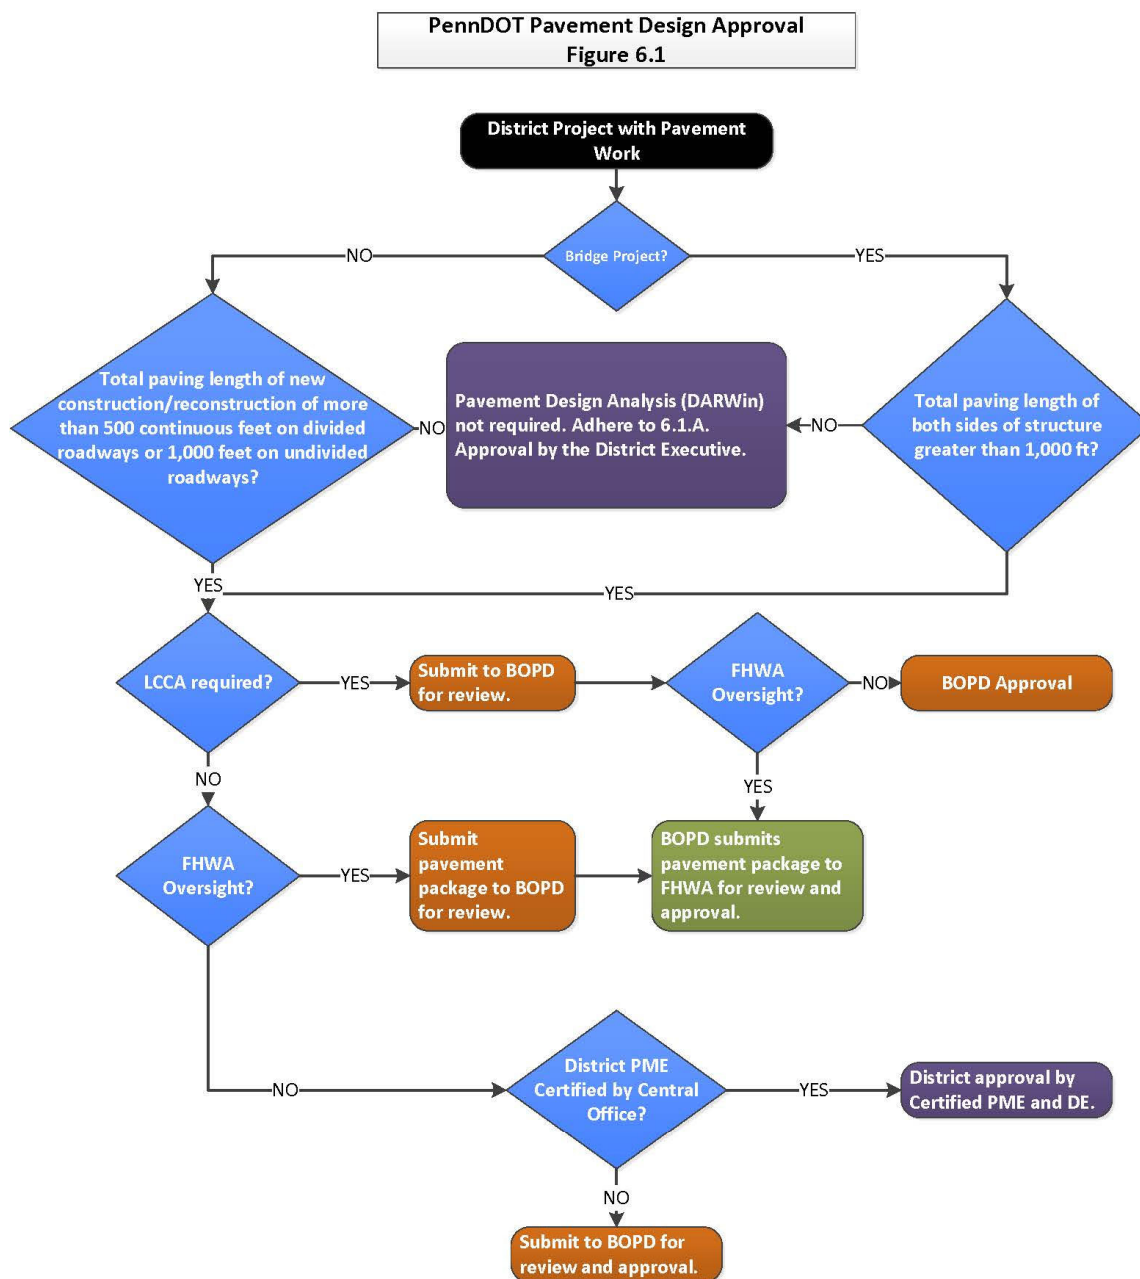 PennDOT Pavement Design Approval
Figure 6.1
District Project with Pavement
Work
Bridge Project?
NO
YES
Total paving length of new
construction/reconstruction of more
than 500 continuous feet on divided
roadways or 1,000 feet on undivided
roadways?
NO
Pavement Design Analysis (DARWin)
not required. Adhere to 6.1.A.
Approval by the District Executive.
NO
Total paving length of
both sides of structure
greater than 1,000 ft?
YES
YES
LCCA required?
YES
Submit to BOPD
for review.
FHWA
Oversight?
NO
BOPD Approval
NO
YES
FHWA
Oversight?
YES
Submit
pavement
package to BOPD
for review.
BOPD submits
pavement package to
FHWA for review and
approval.
NO
District PME
Certified by Central
Office?
YES
District approval by
Certified PME and DE.
NO
Submit to BOPD for
review and approval.